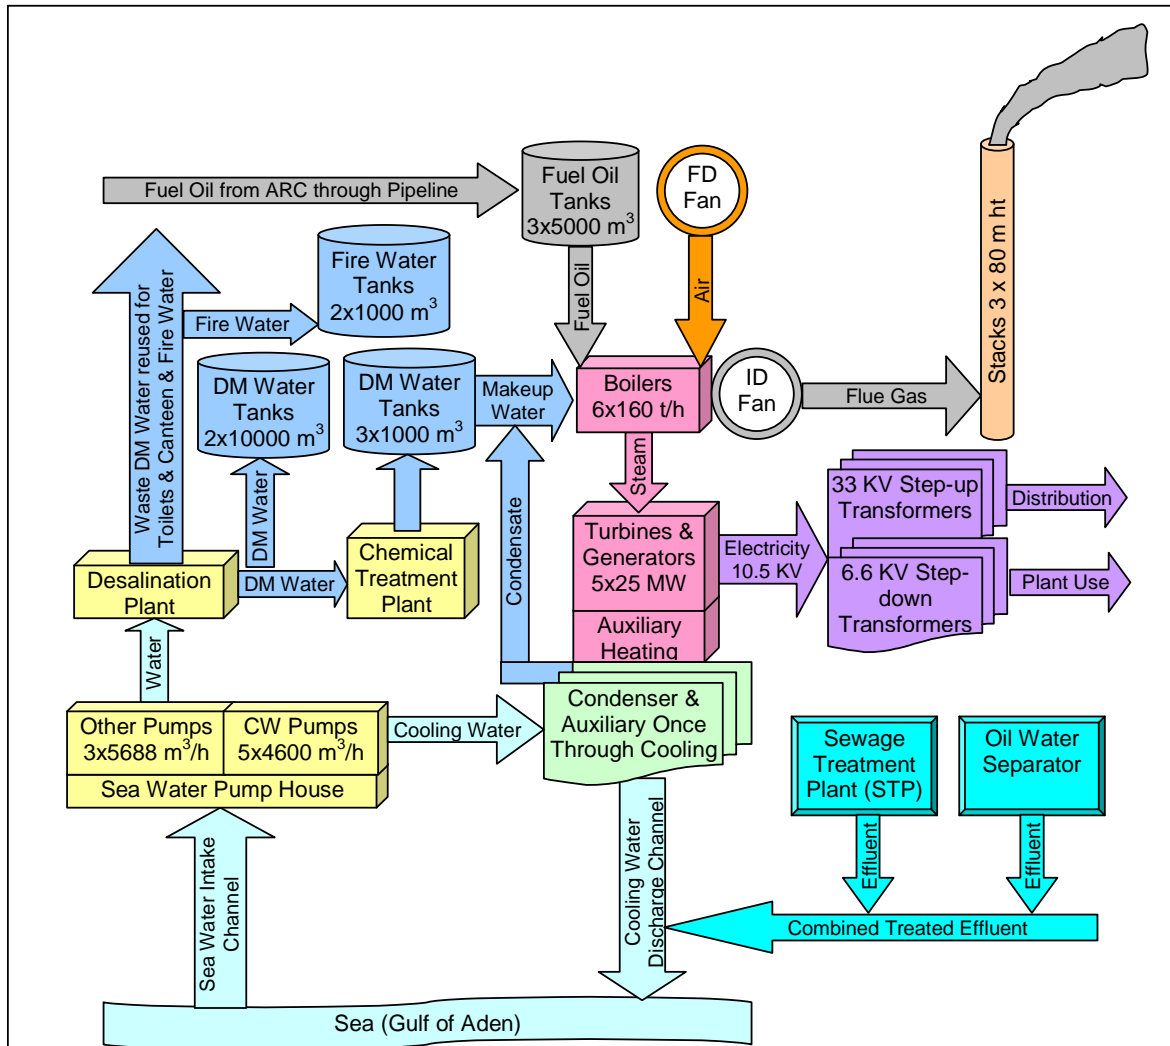 Fuel Oil from ARC through Pipeline
Fuel Oil
Tanks
3x5000 m³
FD
Fan
Stacks 3 x 80 m ht
Fuel Oil
Air
Waste DM Water reused for
Toilets & Canteen & Fire Water
Fire Water
Fire Water
Tanks
2x1000 m³
DM Water
Tanks
2x10000 m³
DM Water
Tanks
3x1000 m³
Makeup
Water
Boilers
6x160 t/h
ID
Fan
Flue Gas
Steam
DM Water
Desalination
Plant
DM Water
Chemical
Treatment
Plant
Condensate
Turbines &
Generators
5x25 MW
Auxiliary
Heating
Electricity
10.5 KV
33 KV Step-up
Transformers
Distribution
6.6 KV Step-
down
Transformers
Plant Use
Water
Other Pumps
3x5688 m³/h
CW Pumps
5x4600 m³/h
Sea Water Pump House
Cooling Water
Condenser &
Auxiliary Once
Through Cooling
Sewage
Treatment
Plant (STP)
Oil Water
Separator
Effluent
Effluent
Combined Treated Effluent
Sea Water Intake
Channel
Cooling Water
Discharge Channel
Sea (Gulf of Aden)